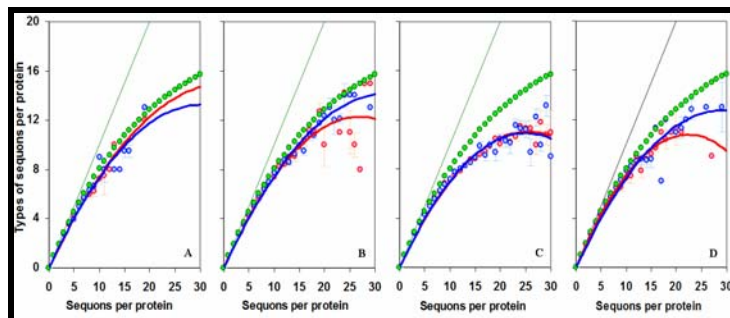 20
16
12
8
4
0
Types of sequons per protein
A
B
C
D
0 5 10 15 20 25 30
0 5 10 15 20 25 30
0 5 10 15 20 25 30
0 5 10 15 20 25 30
Sequons per protein
Sequons per protein
Sequons per protein
Sequons per protein